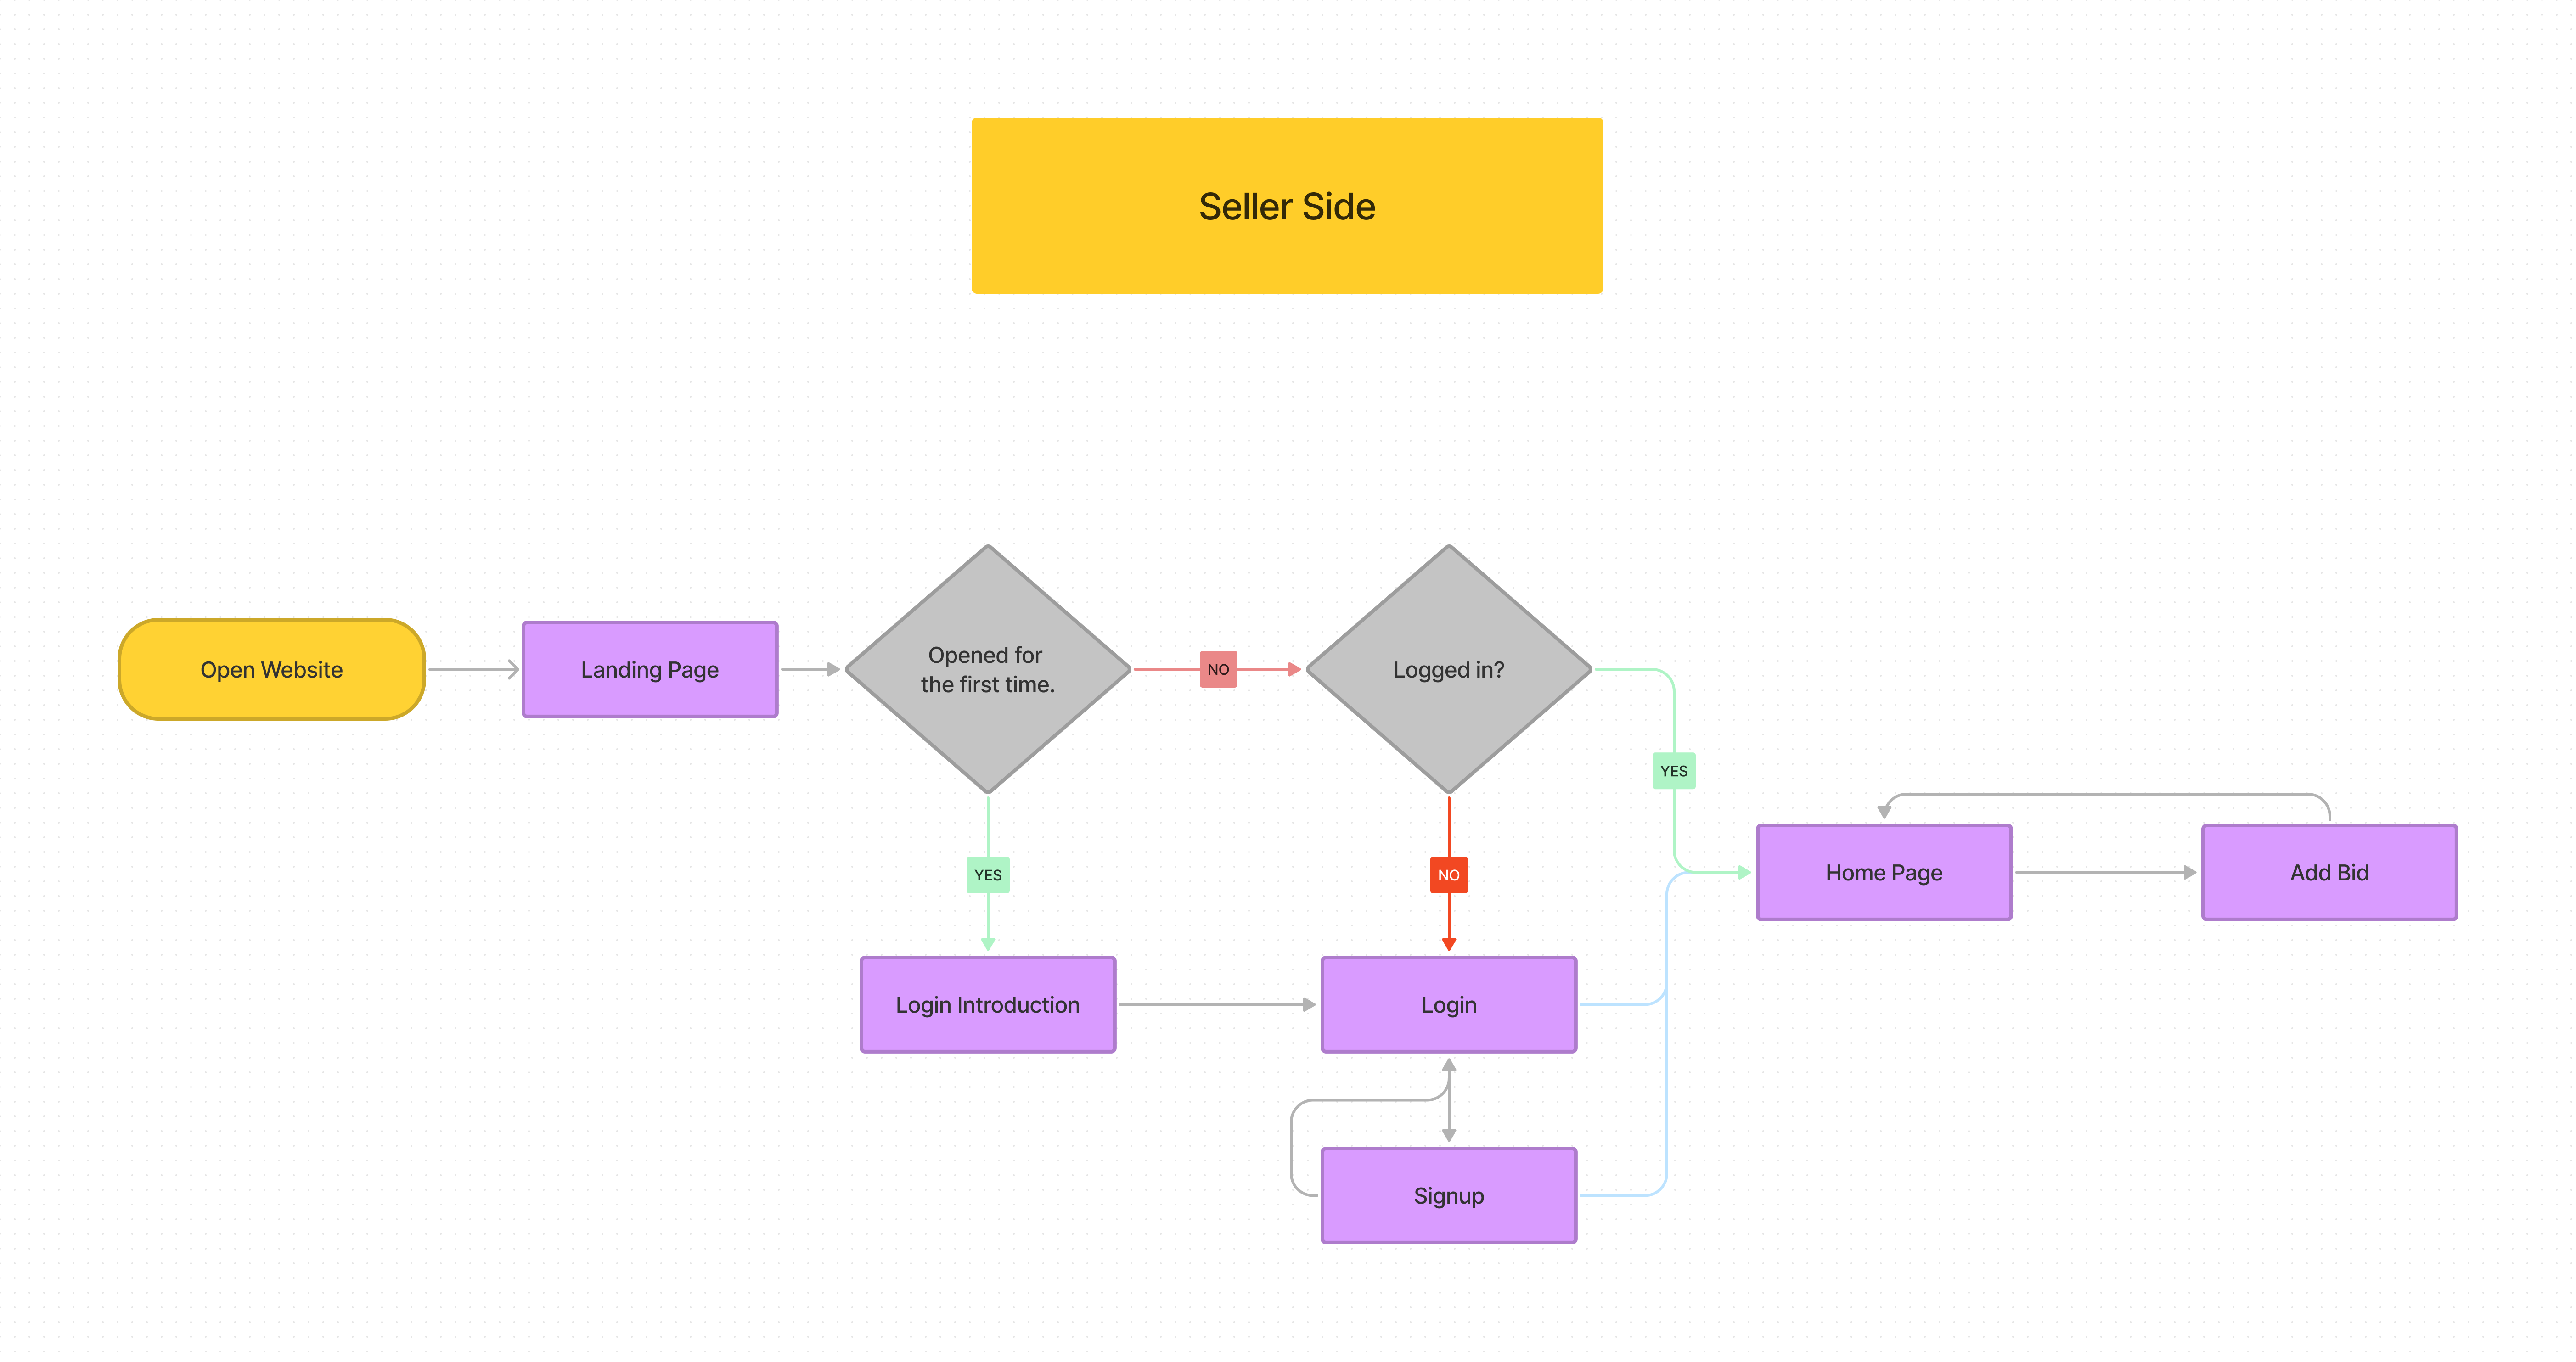 Seller Side
Open Website
Landing Page
Opened for
the first time.
NO
Logged in?
YES
YES
NO
Home Page
Add Bid
Login Introduction
Login
Signup